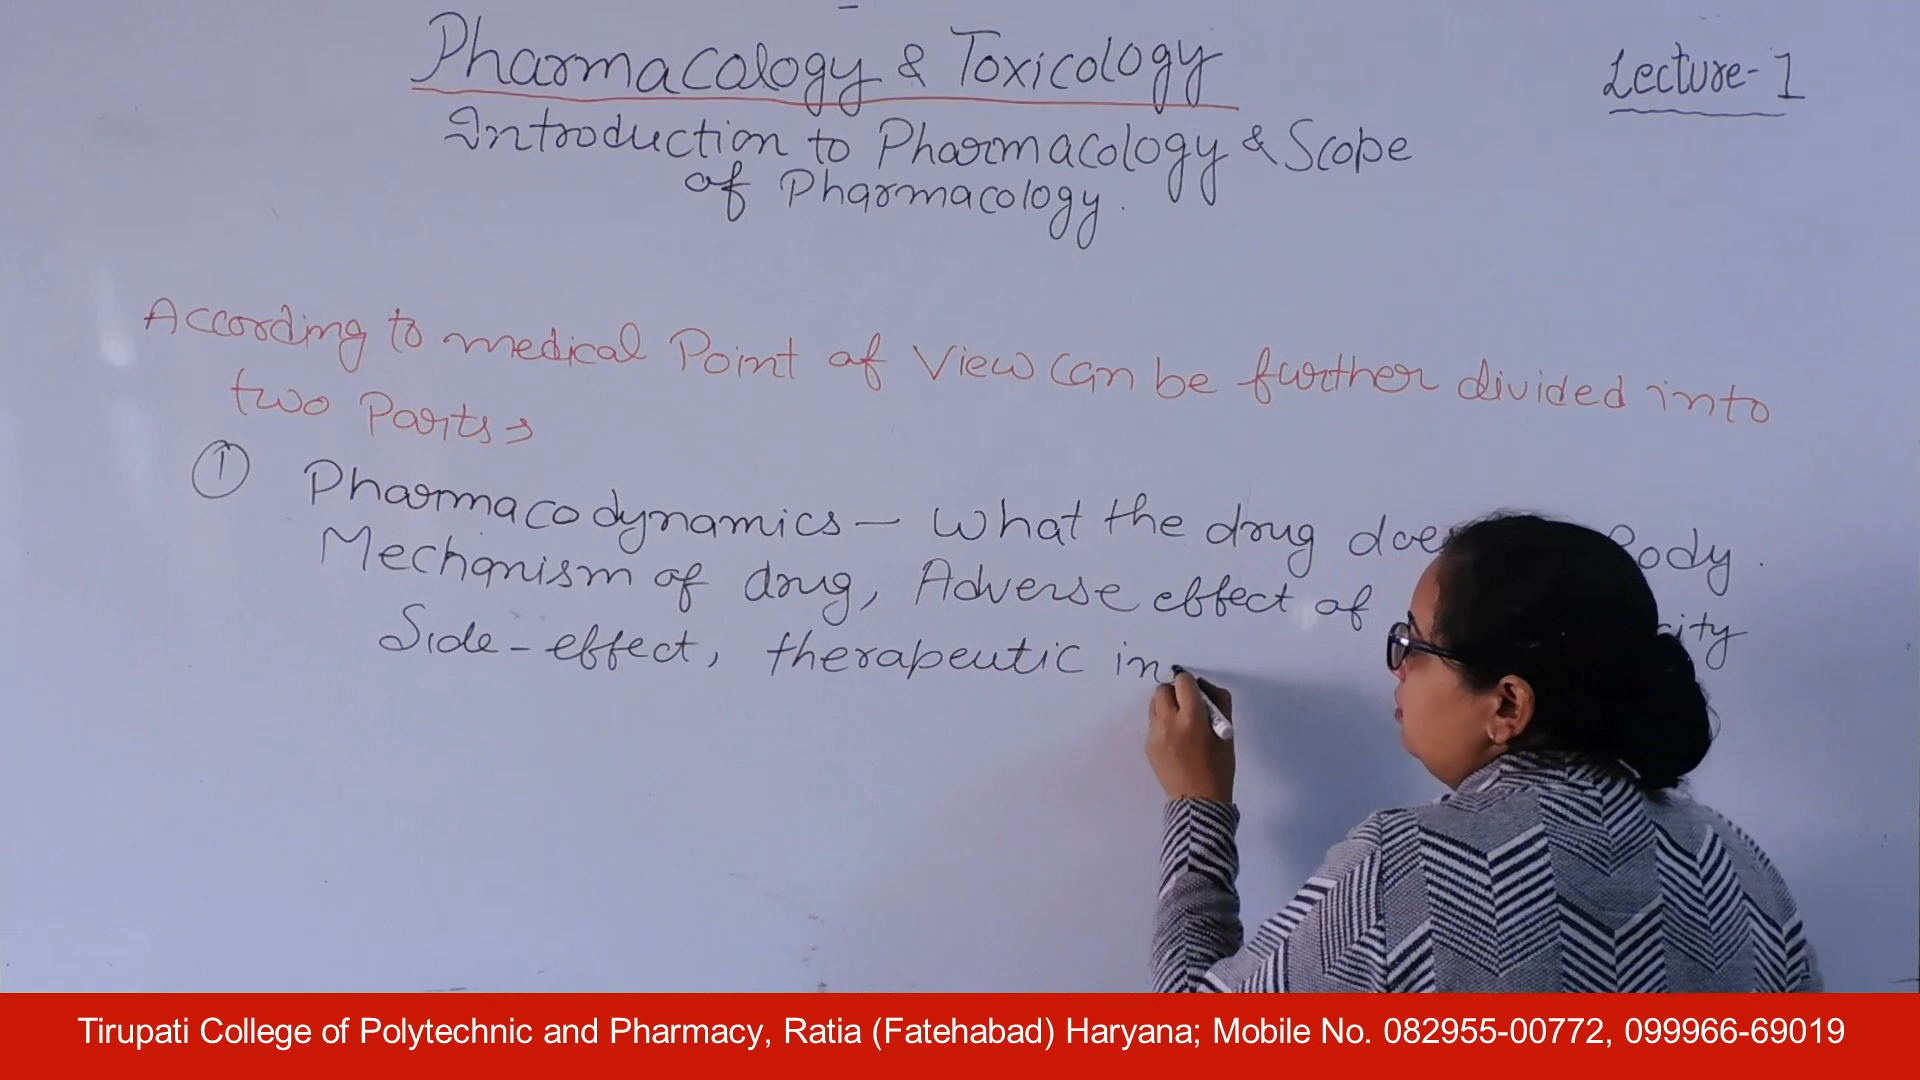 Pharmacology & Toxicology
Lecture-1
Introduction to Pharmacology & Scope
of Pharmacology.
According to medical Point of View can be further divided into
two Parts
1 Pharmacodynamics - What the drug Body.
Mechanism of drug, Adverse effect of
Side-effect, therapeutic in
Tirupati College of Polytechnic and Pharmacy, Ratia (Fatehabad) Haryana; Mobile No. 082955-00772, 099966-69019